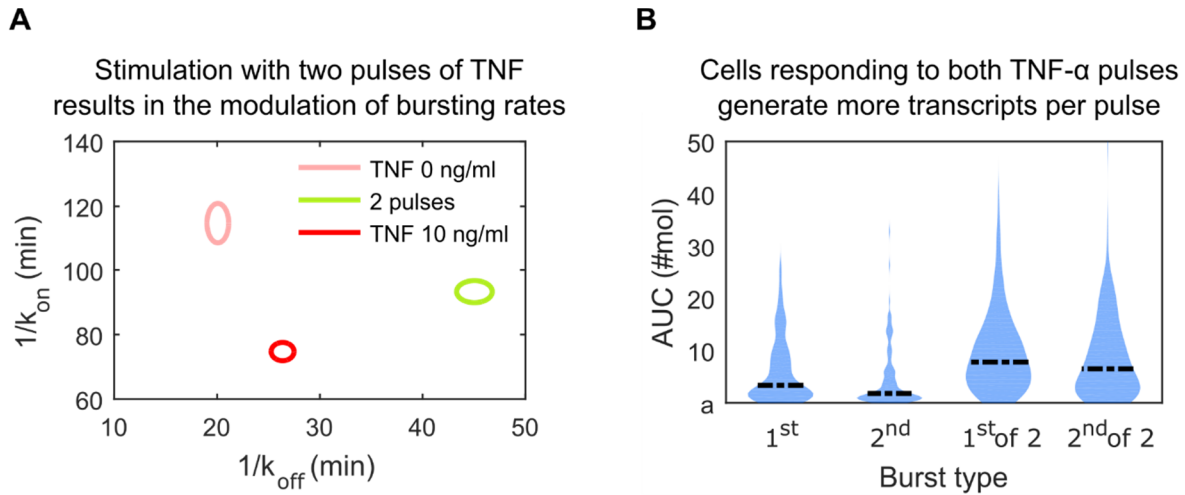 A
Stimulation with two pulses of TNF
results in the modulation of bursting rates
140
120
100
80
60
1/kon (min)
TNF 0 ng/ml
2 pulses
TNF 10 ng/ml
10 20 30 40 50
1/koff (min)
B
Cells responding to both TNF-α pulses
generate more transcripts per pulse
50
40
30
20
10
a
AUC (#mol)
1st 2nd 1st of 2 2nd of 2
Burst type